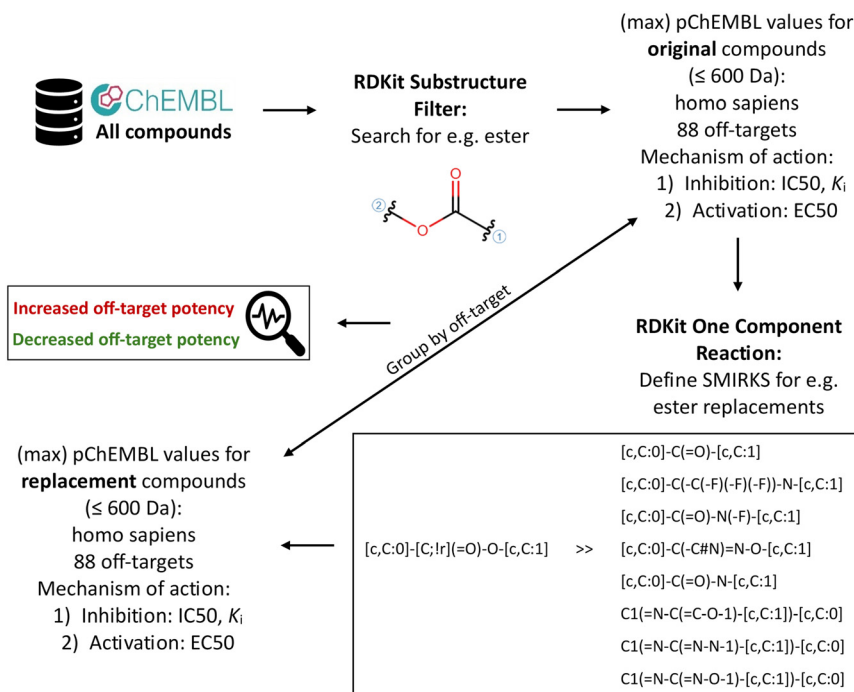 ChEMBL
All compounds
RDKit Substructure
Filter:
Search for e.g. ester
O
②
O
①
(max) pChEMBL values for
original compounds
(≤ 600 Da):
homo sapiens
88 off-targets
Mechanism of action:
1) Inhibition: IC50, Ki
2) Activation: EC50
Increased off-target potency
Decreased off-target potency
Group by off-target
RDKit One Component
Reaction:
Define SMIRKS for e.g.
ester replacements
(max) pChEMBL values for
replacement compounds
(≤ 600 Da):
homo sapiens
88 off-targets
Mechanism of action:
1) Inhibition: IC50, Ki
2) Activation: EC50
[c,C:0]-[C;!r](=O)-O-[c,C:1] >>
[c,C:0]-C(=O)-[c,C:1]
[c,C:0]-C(-C(-F)(-F)(-F))-N-[c,C:1]
[c,C:0]-C(=O)-N(-F)-[c,C:1]
[c,C:0]-C(-C#N)=N-O-[c,C:1]
[c,C:0]-C(=O)-N-[c,C:1]
C1(=N-C(=C-O-1)-[c,C:1])-[c,C:0]
C1(=N-C(=N-N-1)-[c,C:1])-[c,C:0]
C1(=N-C(=N-O-1)-[c,C:1])-[c,C:0]